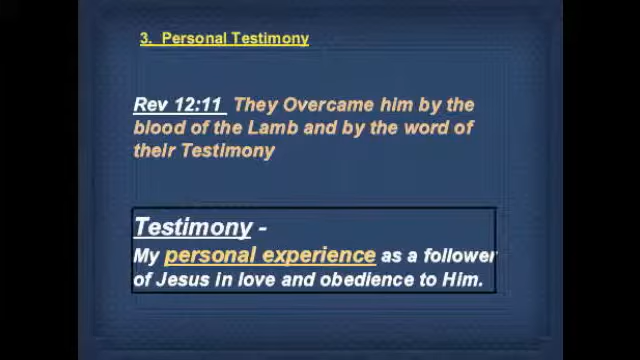 3. Personal Testimony
Rev 12:11 They Overcame him by the
blood of the Lamb and by the word of
their Testimony
Testimony -
My personal experience as a follower
of Jesus in love and obedience to Him.